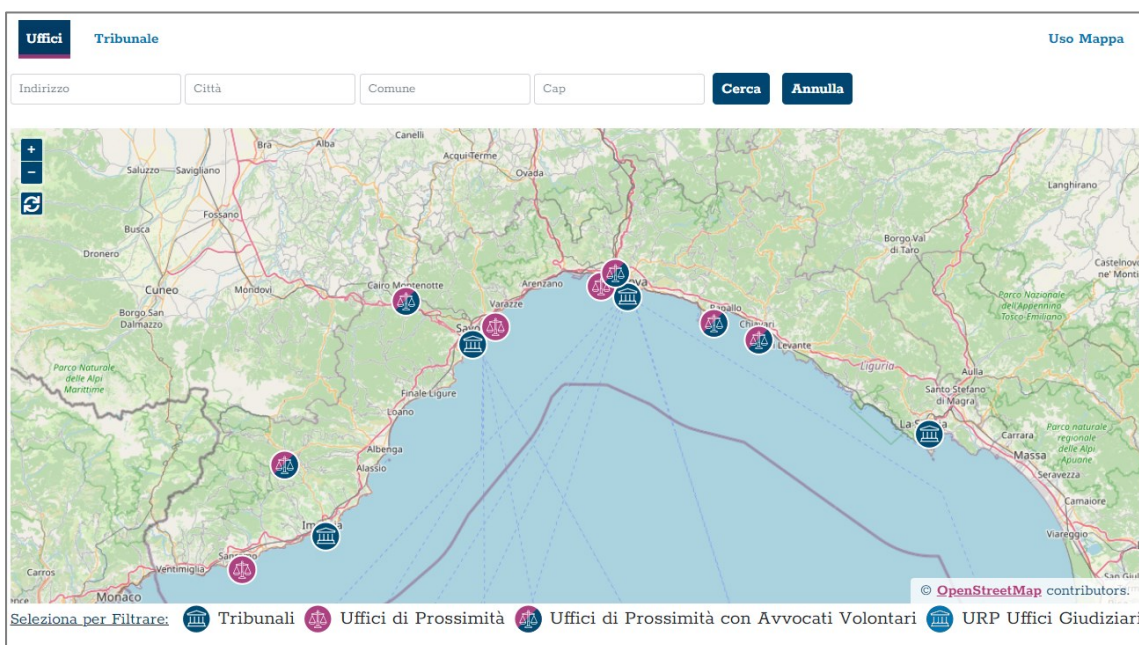 Uffici Tribunale Uso Mappa
Indirizzo Città Comune Cap Cerca Annulla
+
−
Canelli
Bra Alba
Acqui Terme
Saluzzo Savigliano
Ovada
Langhirano
Fossano
Busca
Borgo Val
di Taro
Dronero
Castelnovo
ne' Monti
Cuneo Mondovì
Cairo Montenotte
Arenzano
Parco Nazionale
dell'Appennino
Tosco-Emiliano
Varazze
Borgo San
Dalmazzo
Rapallo
Chiavari
Levante
Parco Naturale
delle Alpi
Marittime
Liguria
Aulla
Santo Stefano
di Magra
Finale Ligure
Loano
Carrara
Parco naturale
regionale
delle Alpi
Apuane
Massa
Albenga
Seravezza
Alassio
Camaiore
Viareggio
Carros
Ventimiglia
Monaco
© OpenStreetMap contributors.
Seleziona per Filtrare: Tribunali Uffici di Prossimità Uffici di Prossimità con Avvocati Volontari URP Uffici Giudiziari